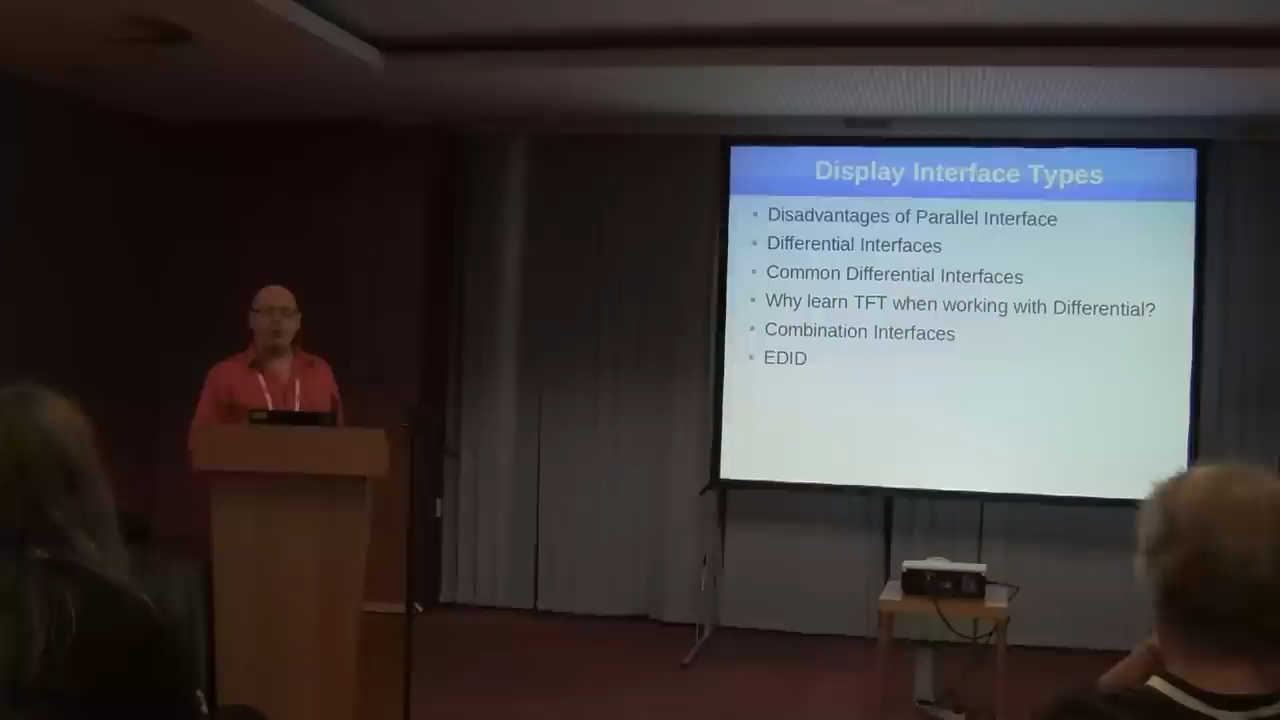 Display Interface Types
Disadvantages of Parallel Interface
Differential Interfaces
Common Differential Interfaces
Why learn TFT when working with Differential?
Combination Interfaces
EDID